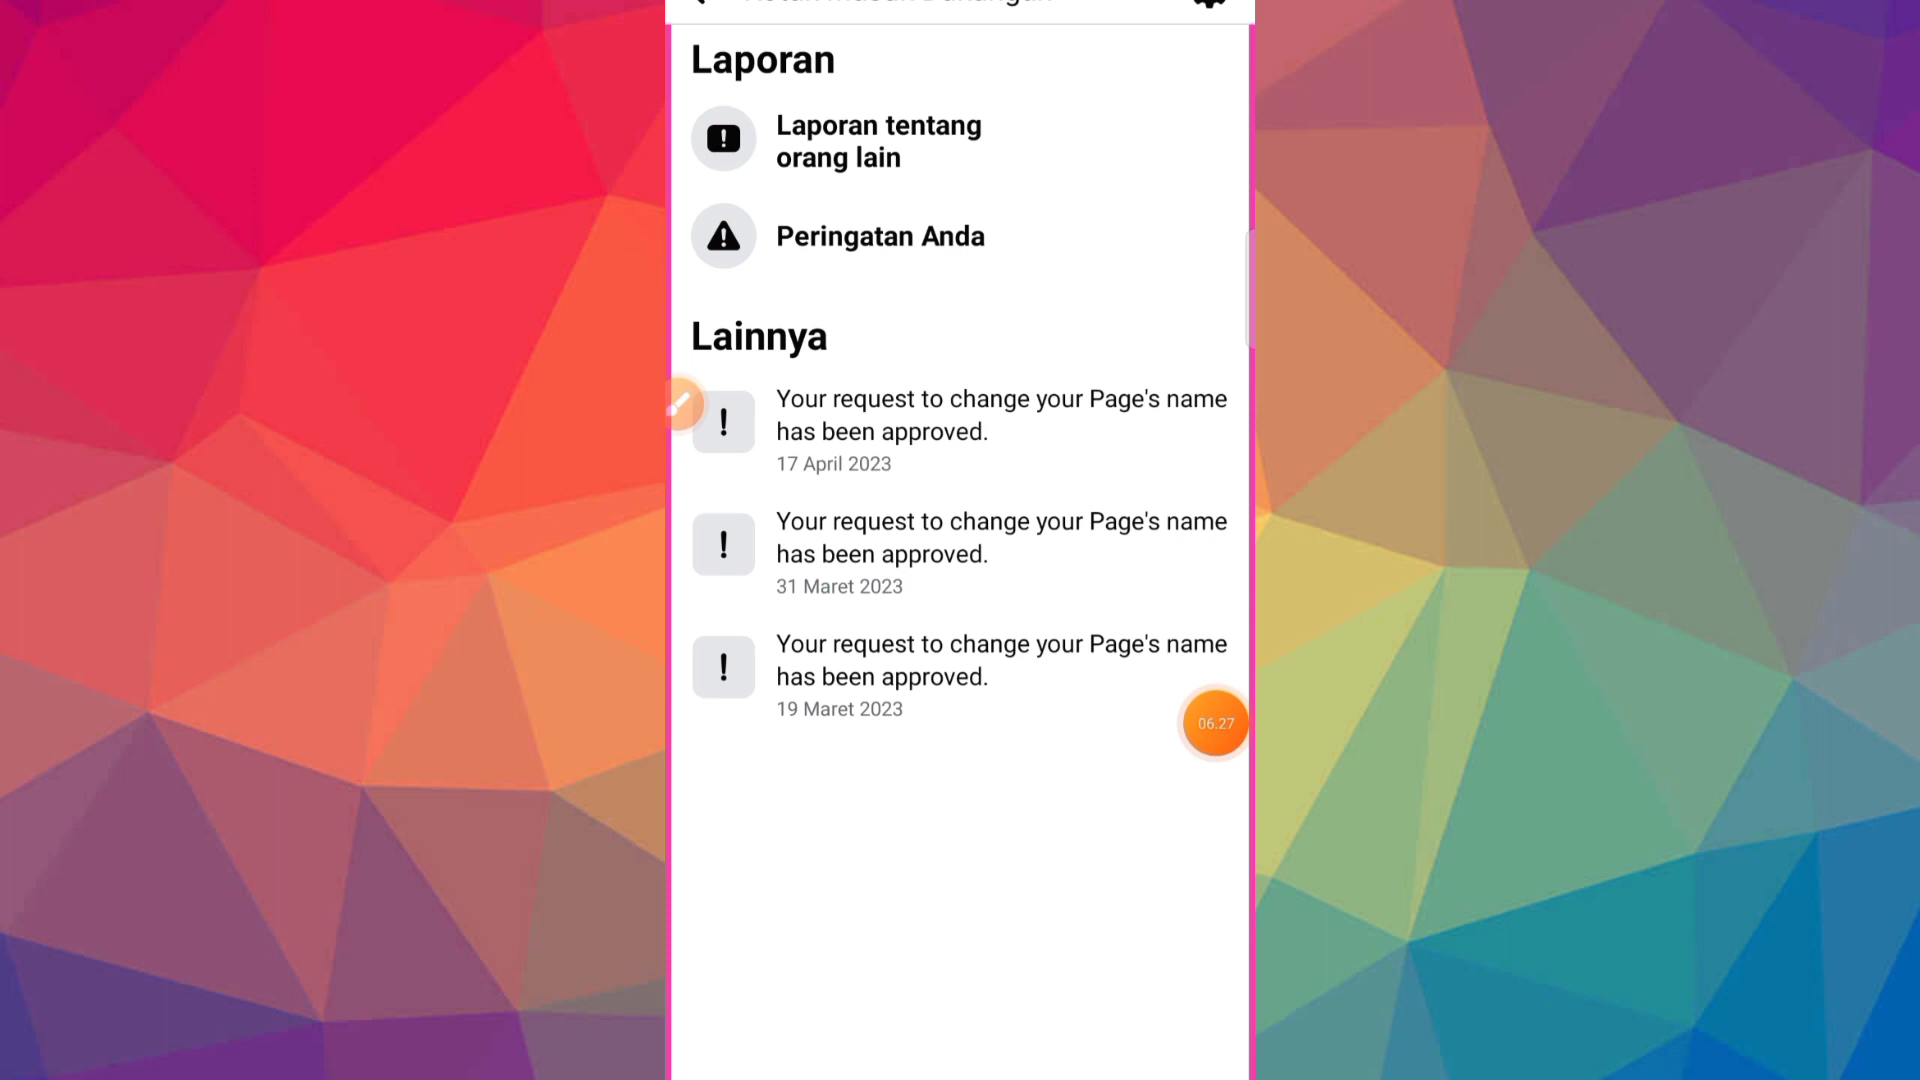 Laporan
Laporan tentang
orang lain
Peringatan Anda
Lainnya
Your request to change your Page's name
has been approved.
17 April 2023
Your request to change your Page's name
has been approved.
31 Maret 2023
Your request to change your Page's name
has been approved.
19 Maret 2023
06.27